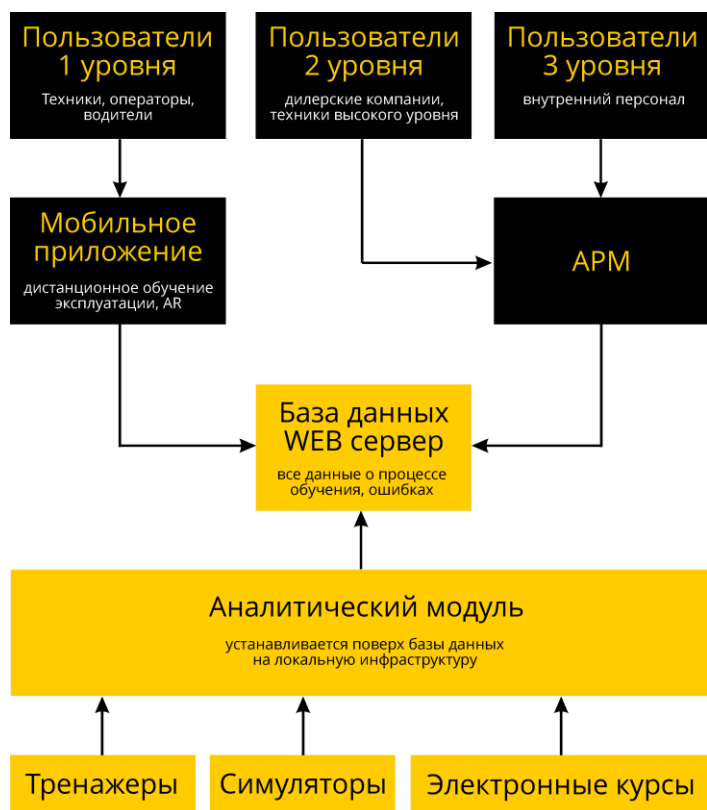 Пользователи
1 уровня
Техники, операторы,
водители
Пользователи
2 уровня
дилерские компании,
техники высокого уровня
Пользователи
3 уровня
внутренний персонал
Мобильное
приложение
дистанционное обучение
эксплуатации, AR
АРМ
База данных
WEB сервер
все данные о процессе
обучения, ошибках
Аналитический модуль
устанавливается поверх базы данных
на локальную инфраструктуру
Тренажеры
Симуляторы
Электронные курсы